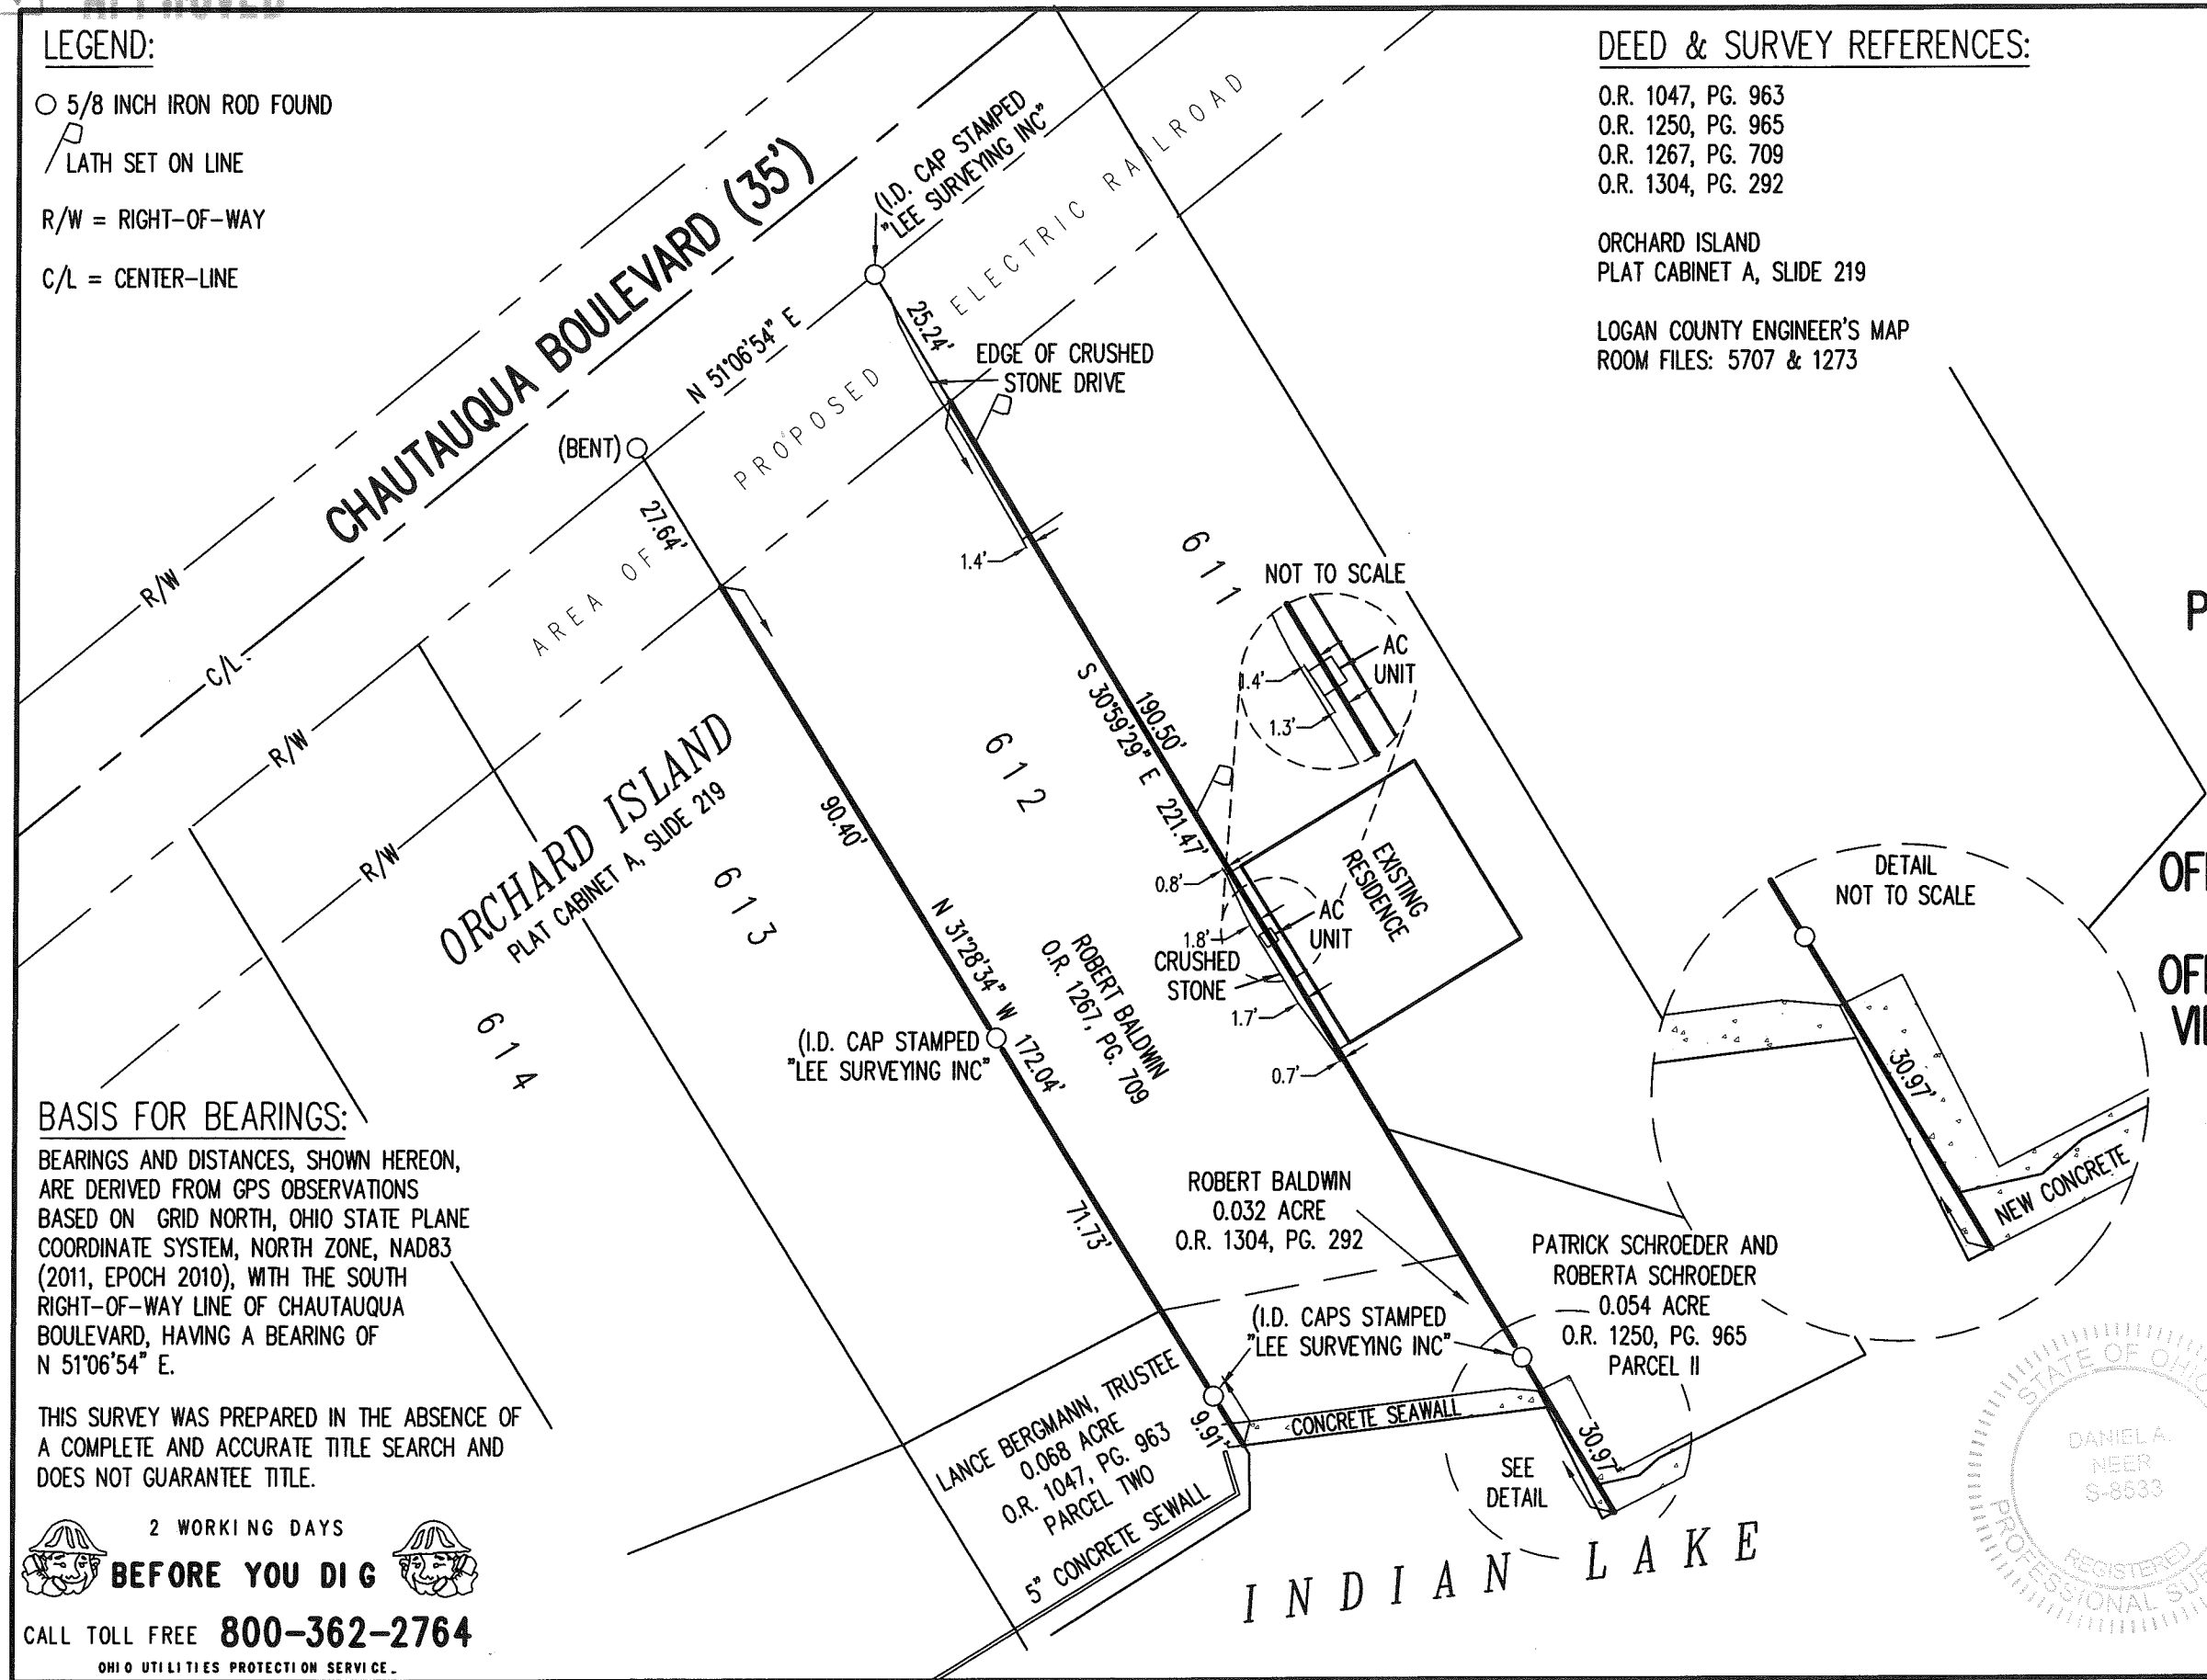 APPROVED
LEGEND:
5/8 INCH IRON ROD FOUND
LATH SET ON LINE
R/W = RIGHT-OF-WAY
C/L = CENTER-LINE
DEED & SURVEY REFERENCES:
O.R. 1047, PG. 963
O.R. 1250, PG. 965
O.R. 1267, PG. 709
O.R. 1304, PG. 292
ORCHARD ISLAND
PLAT CABINET A, SLIDE 219
LOGAN COUNTY ENGINEER'S MAP
ROOM FILES: 5707 & 1273
CHAUTAUQUA BOULEVARD (35')
(I.D. CAP STAMPED
"LEE SURVEYING INC"
N 51°06'54" E
AREA OF PROPOSED ELECTRIC RAILROAD
25.24'
EDGE OF CRUSHED
STONE DRIVE
(BENT)
27.64'
1.4'
R/W
C/L
R/W
R/W
611
NOT TO SCALE
AC
UNIT
1.4'
1.3'
190.50'
S 30°59'29" E 221.47'
612
ORCHARD ISLAND
PLAT CABINET A, SLIDE 219
90.40'
613
614
N 31°28'34" W 172.04'
ROBERT BALDWIN
O.R. 1267, PG. 709
0.8'
1.8'
AC
UNIT
CRUSHED
STONE
1.7'
0.7'
EXISTING
RESIDENCE
(I.D. CAP STAMPED
"LEE SURVEYING INC"
71.73'
DETAIL
NOT TO SCALE
30.97'
NEW CONCRETE
P
OF
OF
VI
ROBERT BALDWIN
0.032 ACRE
O.R. 1304, PG. 292
PATRICK SCHROEDER AND
ROBERTA SCHROEDER
0.054 ACRE
O.R. 1250, PG. 965
PARCEL II
(I.D. CAPS STAMPED
"LEE SURVEYING INC"
CONCRETE SEAWALL
9.91'
30.97'
SEE
DETAIL
LANCE BERGMANN, TRUSTEE
0.068 ACRE
O.R. 1047, PG. 963
PARCEL TWO
5" CONCRETE SEWALL
INDIAN LAKE
BASIS FOR BEARINGS:
BEARINGS AND DISTANCES, SHOWN HEREON,
ARE DERIVED FROM GPS OBSERVATIONS
BASED ON GRID NORTH, OHIO STATE PLANE
COORDINATE SYSTEM, NORTH ZONE, NAD83
(2011, EPOCH 2010), WITH THE SOUTH
RIGHT-OF-WAY LINE OF CHAUTAUQUA
BOULEVARD, HAVING A BEARING OF
N 51°06'54" E.
THIS SURVEY WAS PREPARED IN THE ABSENCE OF
A COMPLETE AND ACCURATE TITLE SEARCH AND
DOES NOT GUARANTEE TITLE.
2 WORKING DAYS
BEFORE YOU DIG
CALL TOLL FREE 800-362-2764
OHIO UTILITIES PROTECTION SERVICE.
STATE OF OHIO
DANIEL A.
NEER
S-8533
REGISTERED
PROFESSIONAL SU